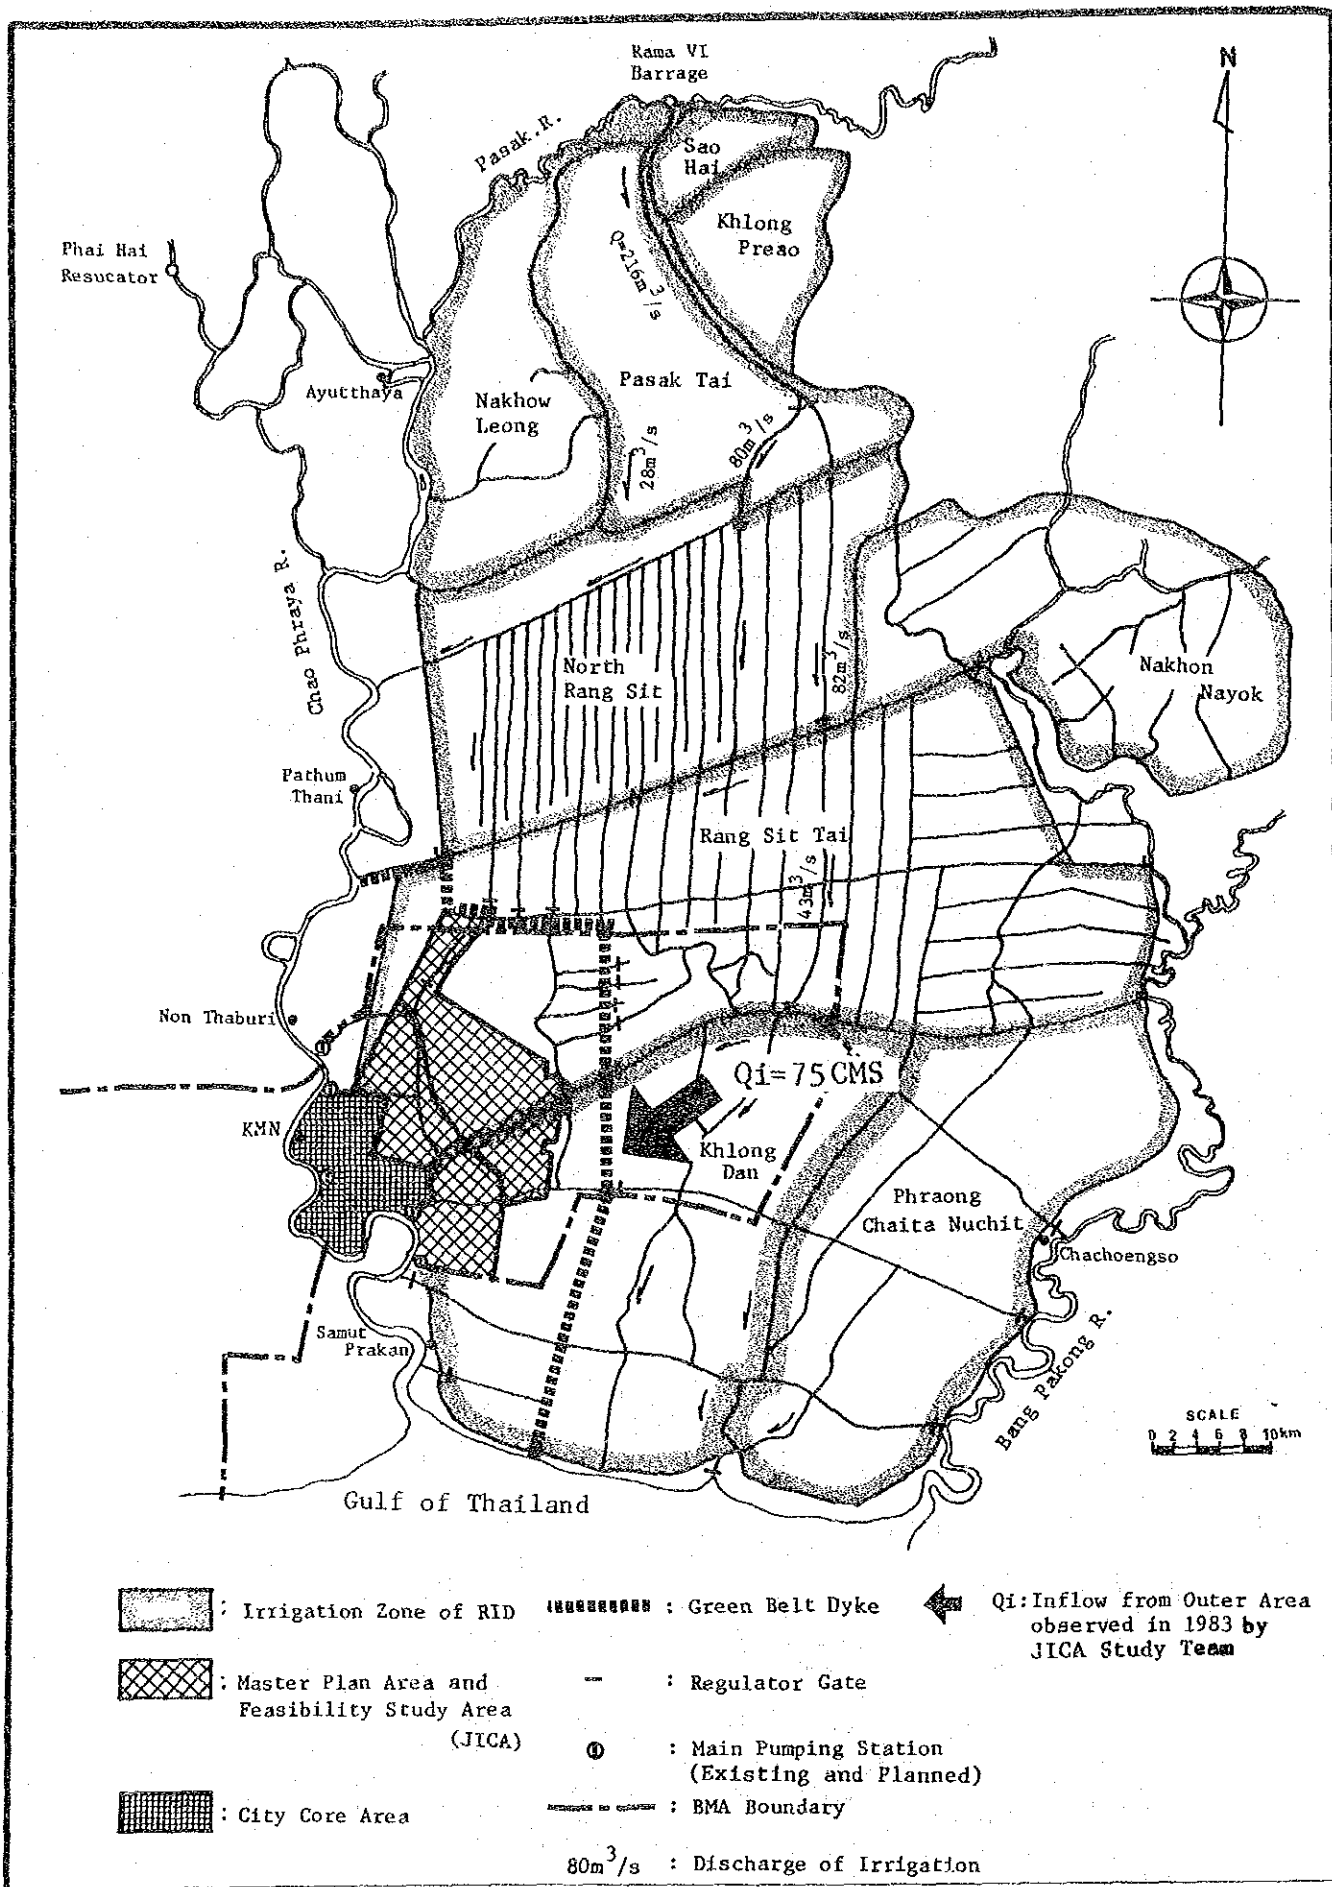 Rama VI
Barrage
N
Pasak.R.
Sao
Hai
Khlong
Preao
Phai Hai
Resucator
Q=216m³/s
Ayutthaya
Pasak Tai
Nakhow
Leong
28m³/s
80m³/s
Chao Phraya R.
North
Rang Sit
82m³/s
Nakhon
Nayok
Pathum
Thani
Rang Sit Tai
43m³/s
Non Thaburi
Qi=75 CMS
KMN
Khlong
Dan
Phraong
Chaita Nuchit
Chachoengso
Samut
Prakan
Bang Pakong R.
SCALE
0 2 4 6 8 10km
Gulf of Thailand
: Irrigation Zone of RID
: Green Belt Dyke
Qi:Inflow from Outer Area
observed in 1983 by
JICA Study Team
: Master Plan Area and
Feasibility Study Area
(JICA)
: Regulator Gate
: Main Pumping Station
(Existing and Planned)
: City Core Area
: BMA Boundary
80m³/s : Discharge of Irrigation